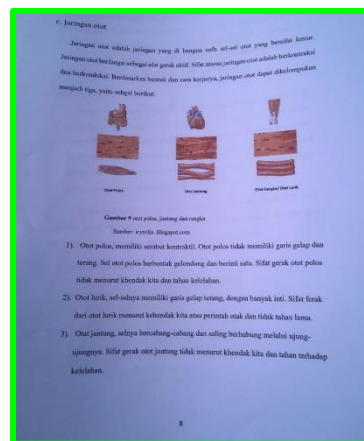 c. Jaringan otot
Jaringan otot adalah jaringan yang di bangun oelh sel-sel otot yang bersifat lentur.
Jaringan otot berfungsi sebagai alat gerak aktif. Sifat utama jaringan otot adalah berkontraksi
dan berkendraksi. Berdasarkan bentuk dan cara kerjanya, jaringan otot dapat dikelompokan
menjadi tiga, yaitu sebgai berikut:
Otot Polos
Otot Jantung
Otot Rangka/ Otot Lurik
Gambar 9 otot polos, jantung dan rangka
Sumber: Blogspot.com
1). Otot polos, memiliki serabut kontraktil. Otot polos tidak memiliki garis gelap dan
terang. Sel otot polos berbentuk gelondong dan berinti satu. Sifat gerak otot polos
tidak menurut khendak kita dan tahan kelelahan.
2). Otot lurik, sel-selnya memiliki garis gelap terang, dengan banyak inti. Sifat ferak
dari otot lurik menurut kehendak kita atau perintah otak dan tidak tahan lama.
3). Otat jantung, selnya bercabang-cabang dan saling berhubung melalui ujung-
ujungnya. Sifat gerak otot jantung tidak menurut khendak kita dan tahan terhadap
kelelahan.
8